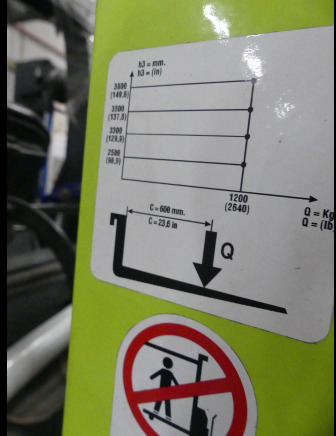 h3 = mm.
h3 = (in)
3800
(149,6)
3500
(137,8)
3300
(129,9)
2500
(98,9)
1200
(2640)
Q = Kg
Q = (lb
C = 600 mm.
C = 23,6 in
Q